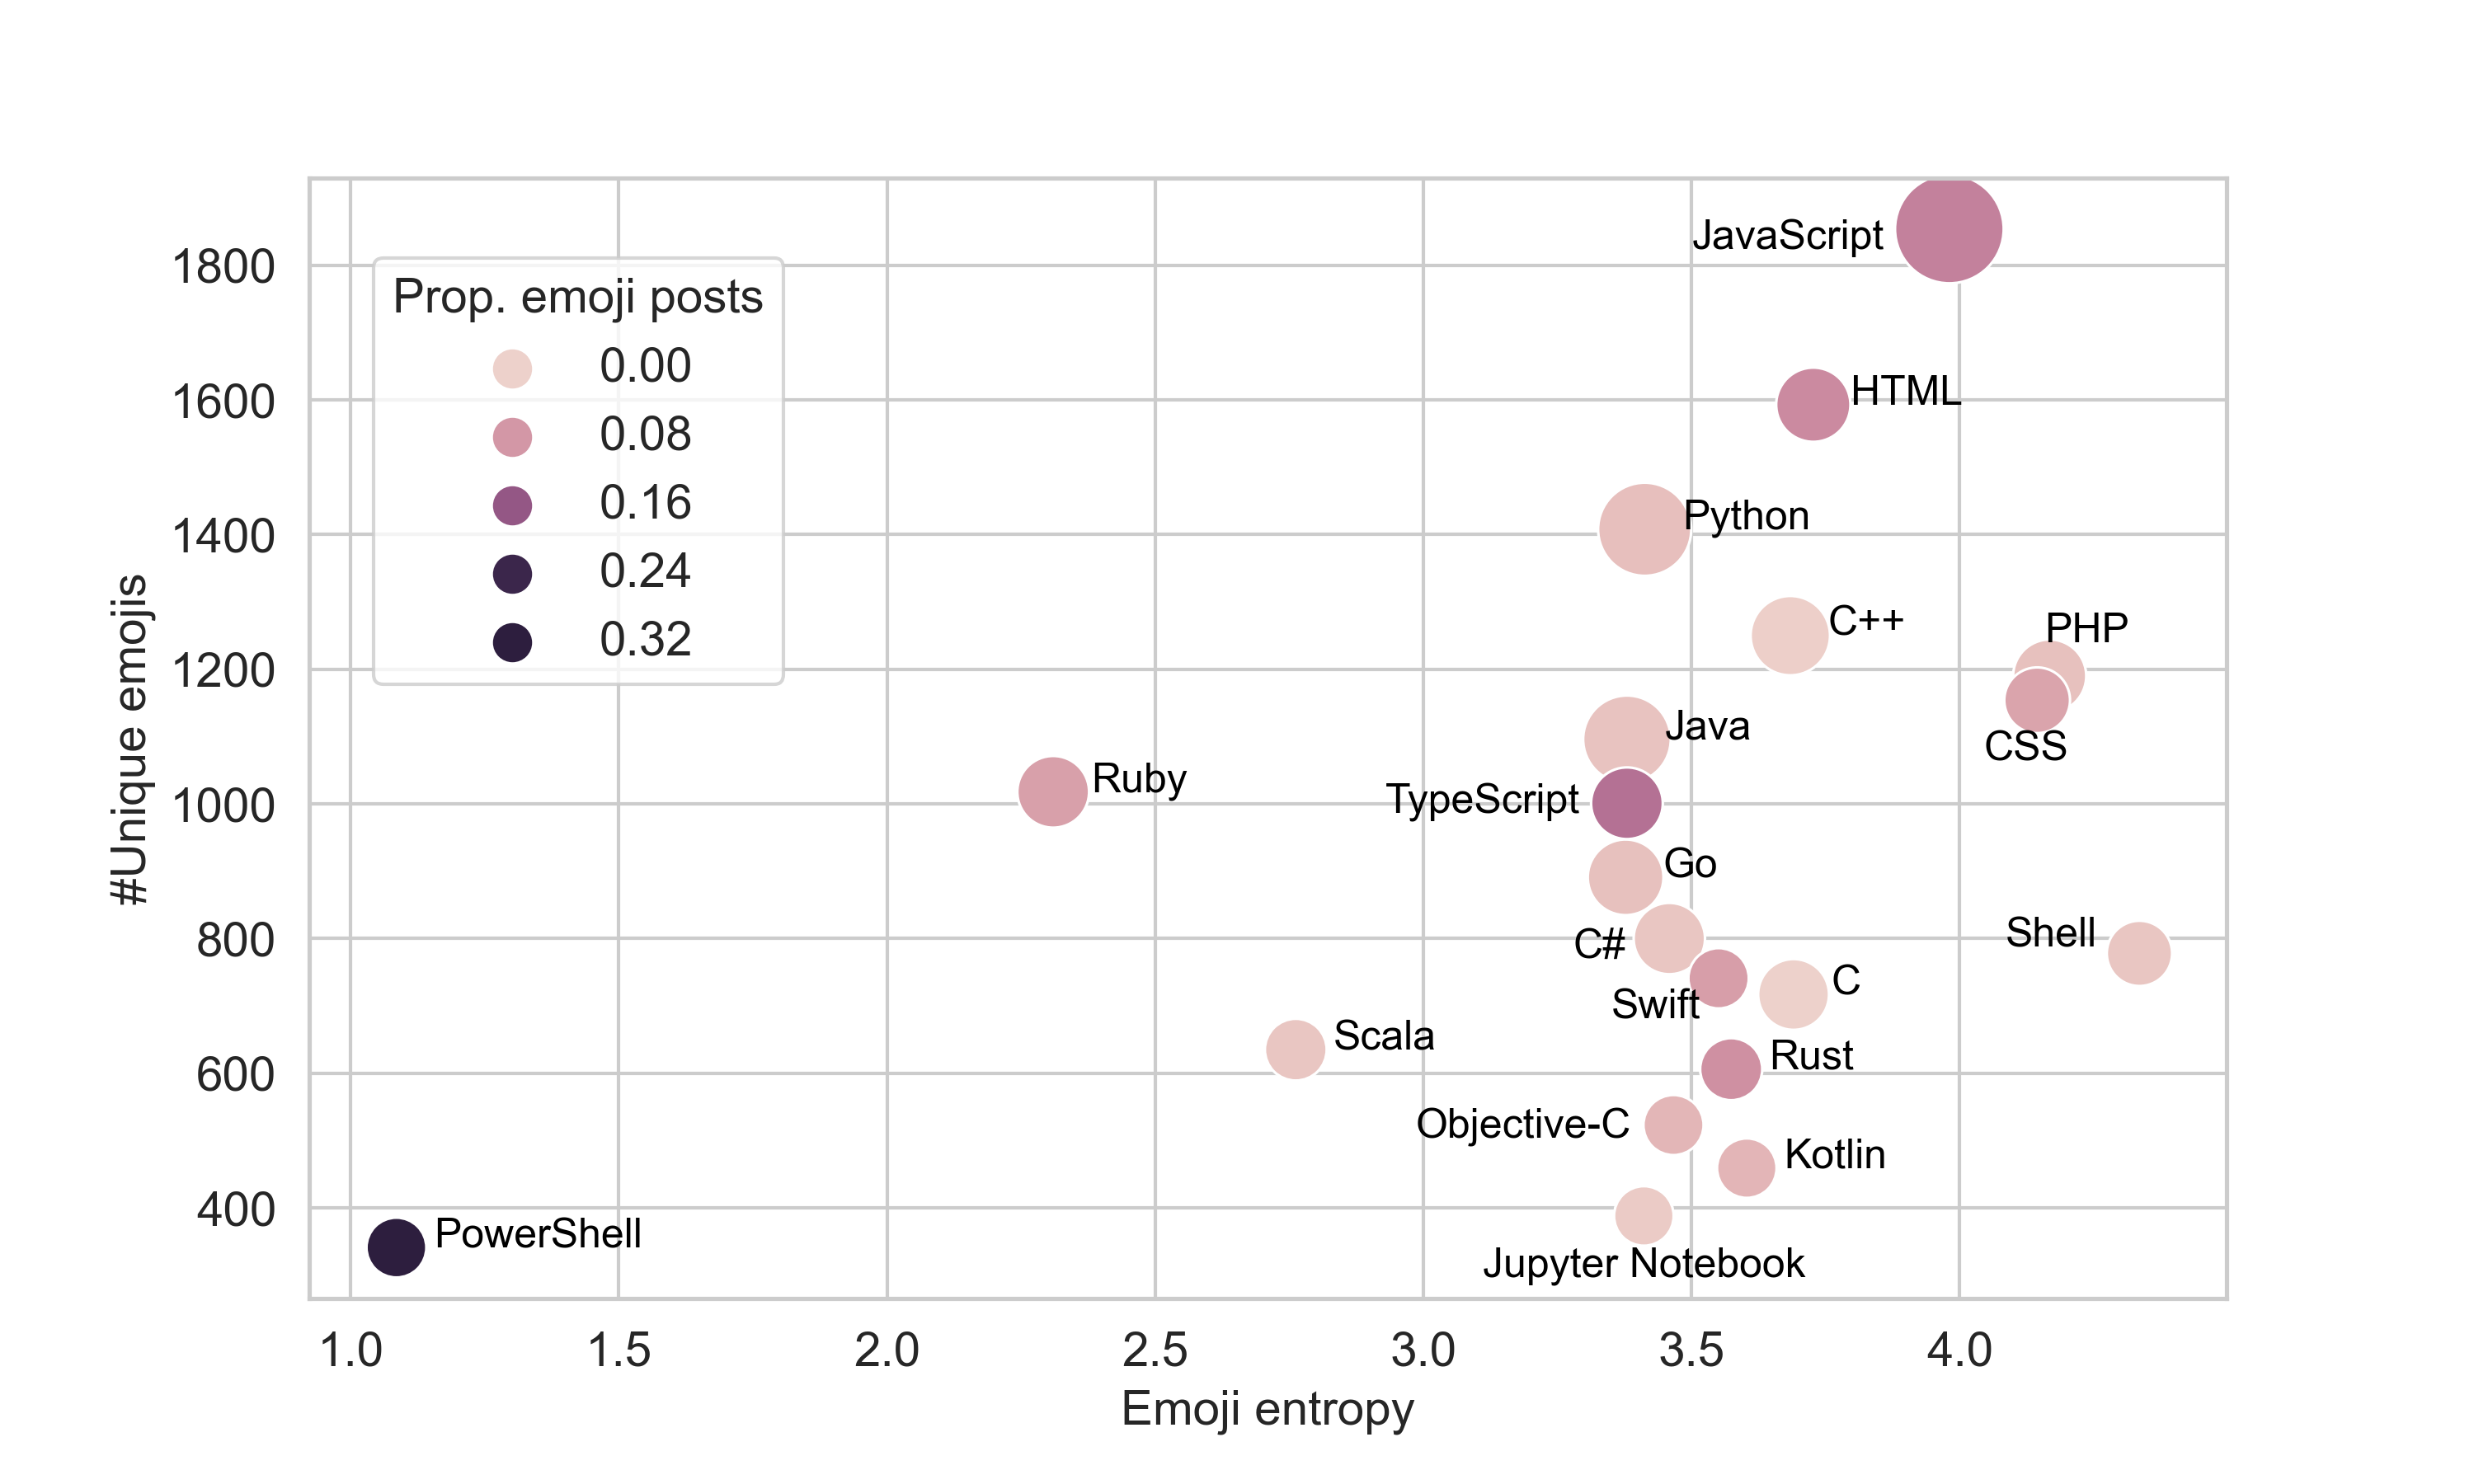 JavaScript
1800
Prop. emoji posts
0.00
1600
HTML
0.08
0.16
1400
Python
0.24
C++
PHP
0.32
1200
Java
CSS
Ruby
1000
TypeScript
Go
800
C#
Shell
C
Swift
Scala
Rust
600
Objective-C
Kotlin
400
PowerShell
Jupyter Notebook
#Unique emojis
1.0 1.5 2.0 2.5 3.0 3.5 4.0
Emoji entropy